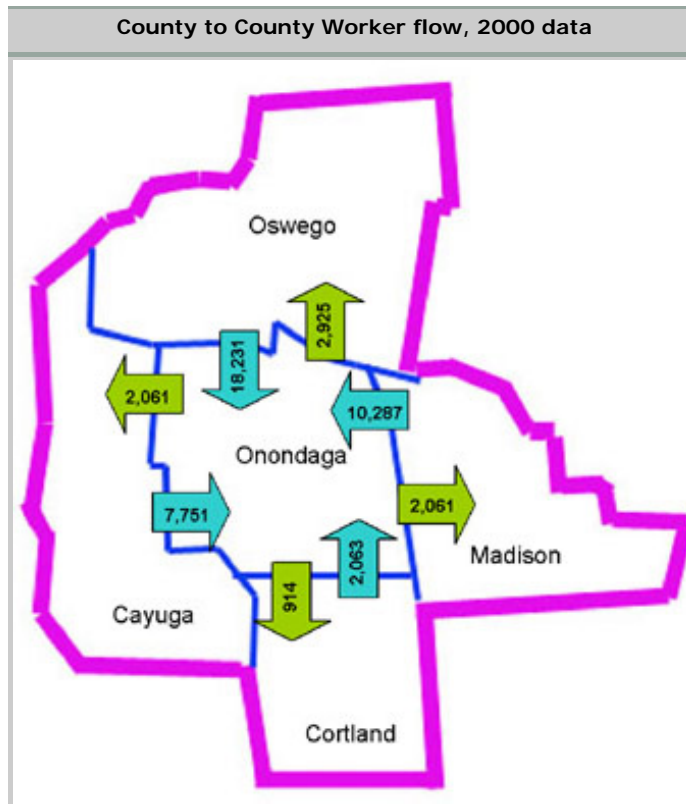 County to County Worker flow, 2000 data
Oswego
2,925
18,231
2,061
10,287
Onondaga
7,751
2,061
2,063
Madison
914
Cayuga
Cortland